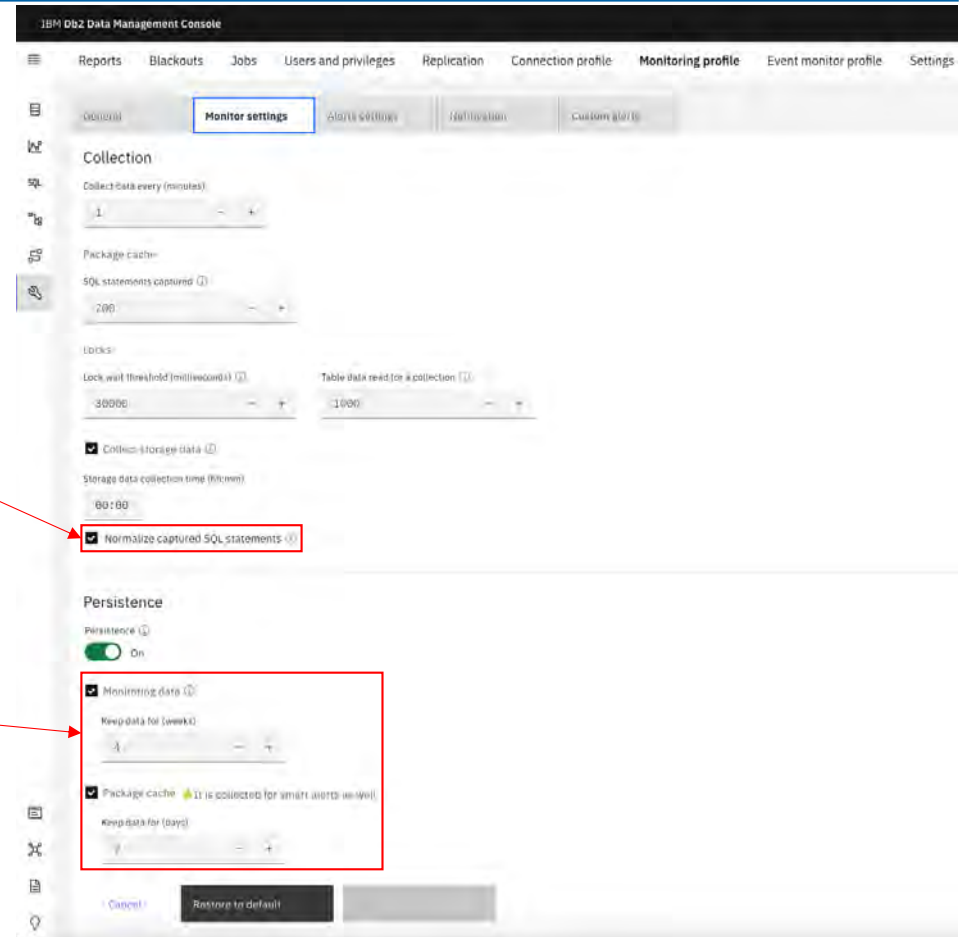 IBM Db2 Data Management Console
Reports Blackouts Jobs Users and privileges Replication Connection profile Monitoring profile Event monitor profile Settings
General Monitor settings Alerts settings Notification Custom alerts
Collection
Collect data every (minutes)
1 - +
Package cache
SQL
SQL statements captured
200 - +
Locks
Lock wait threshold (milliseconds) Table data read for a collection
30000 - + 1000 - +
Collect storage data
Storage data collection time (hh:mm)
00:00
Normalize captured SQL statements
Persistence
Persistence
On
Monitoring data
Keep data for (weeks)
4 - +
Package cache It is collected for smart alerts as well
Keep data for (days)
7 - +
Cancel Restore to default